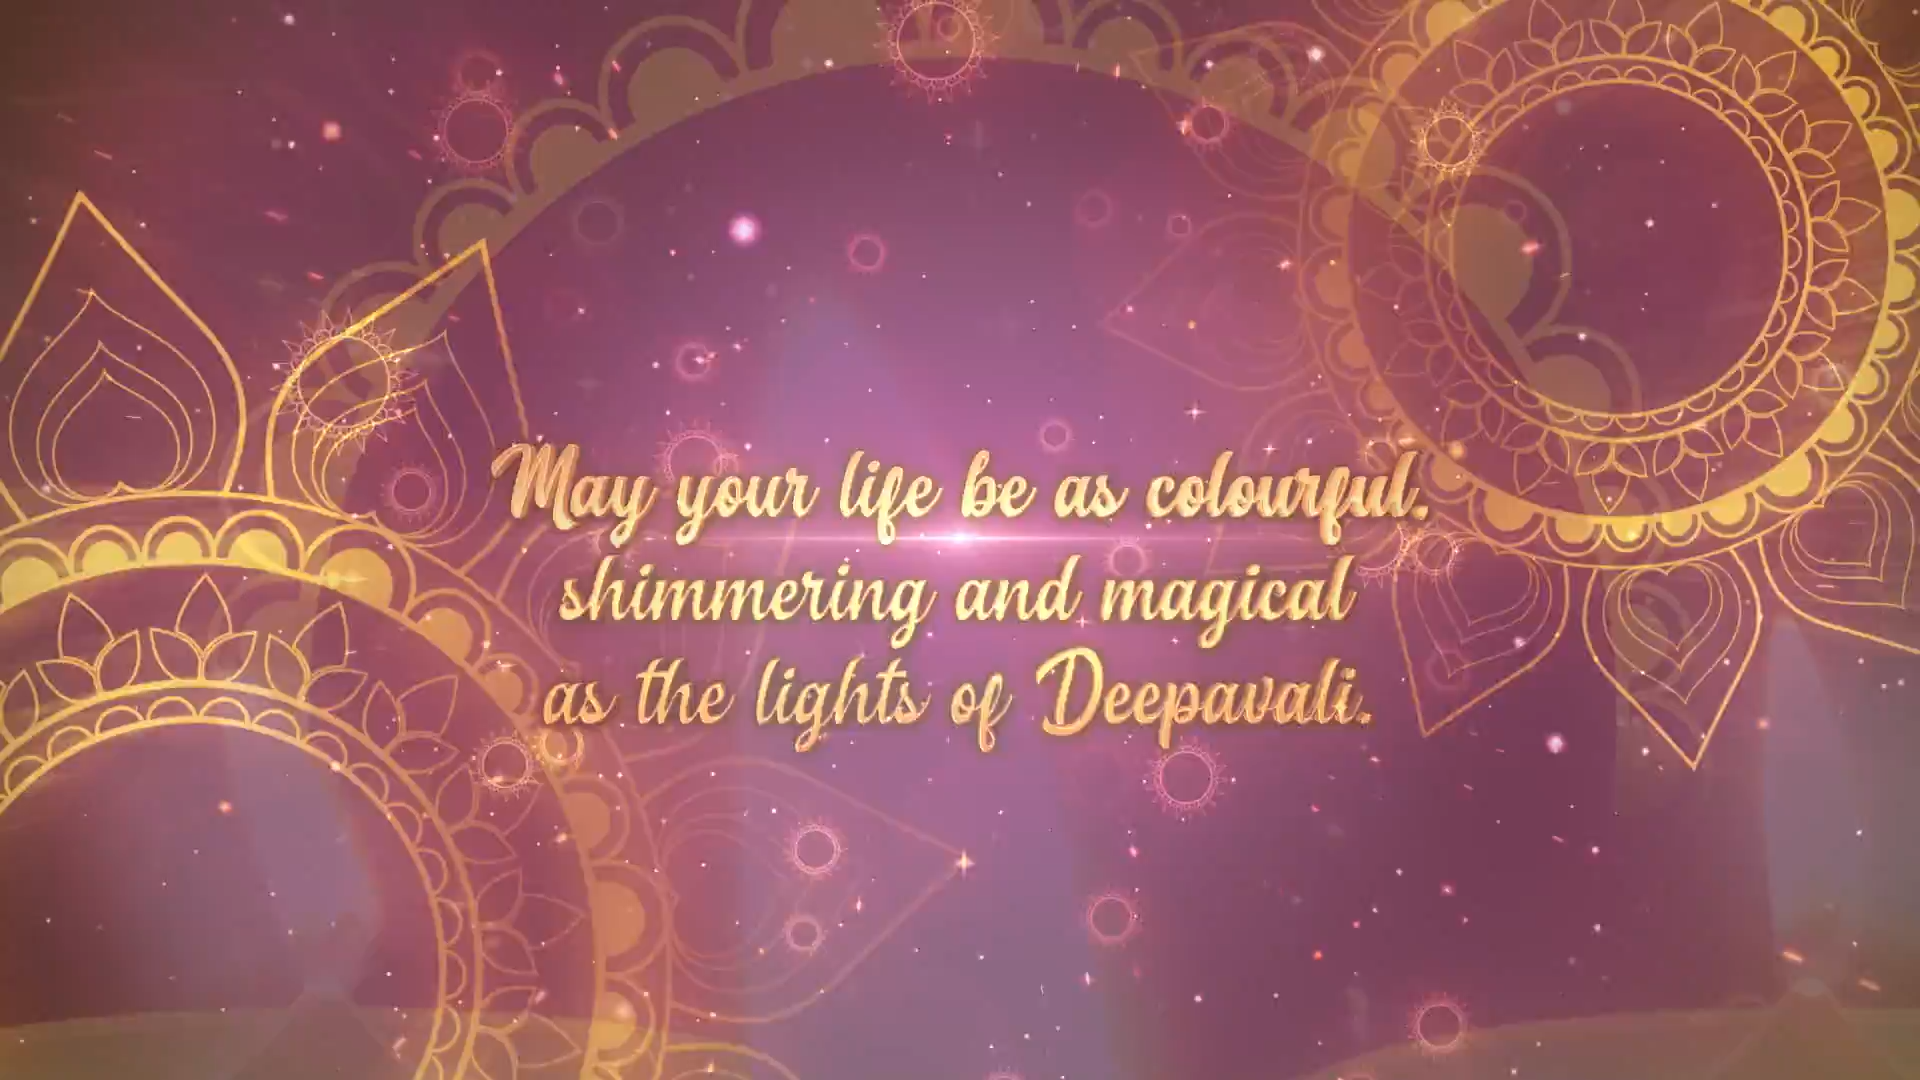 May your life be as colourful.
shimmering and magical
as the lights of Deepavali.